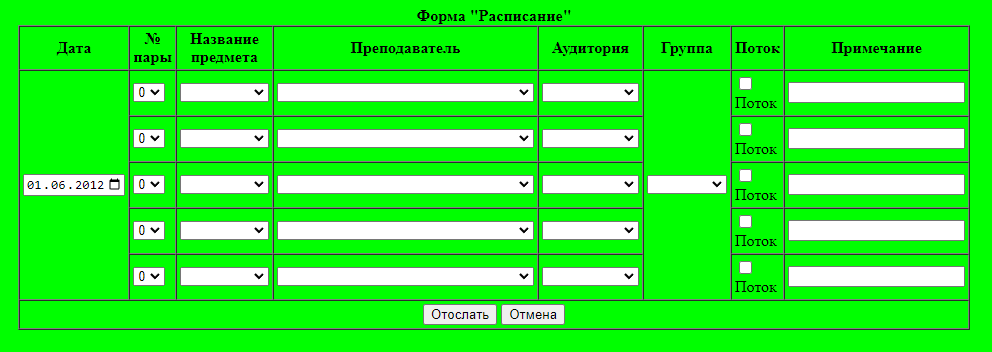 Форма "Расписание"
Дата № пары Название предмета Преподаватель Аудитория Группа Поток Примечание
0 Поток
0 Поток
01.06.2012 0 Поток
0 Поток
0 Поток
Отослать Отмена